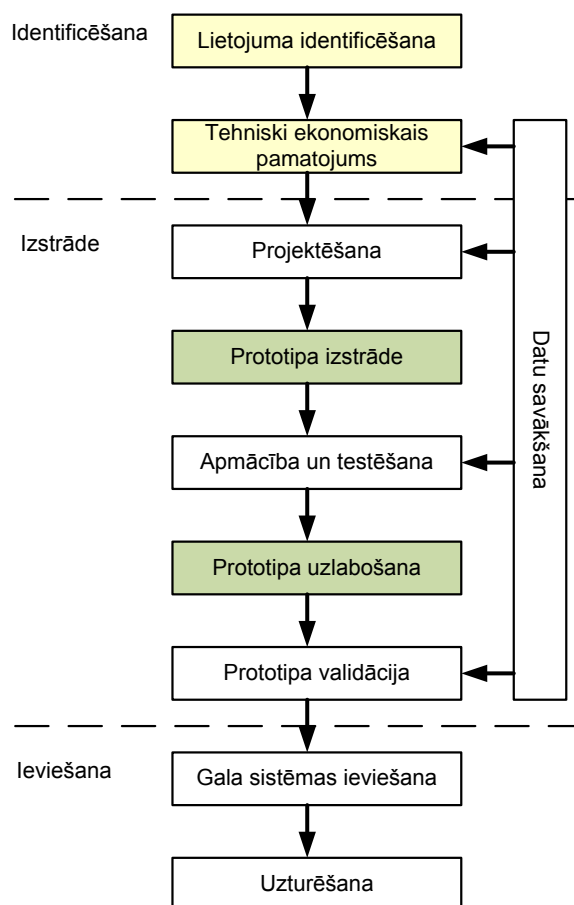 Identificēšana
Lietojuma identificēšana
Tehniski ekonomiskais
pamatojums
Izstrāde
Projektēšana
Prototipa izstrāde
Datu savākšana
Apmācība un testēšana
Prototipa uzlabošana
Prototipa validācija
Ieviešana
Gala sistēmas ieviešana
Uzturēšana